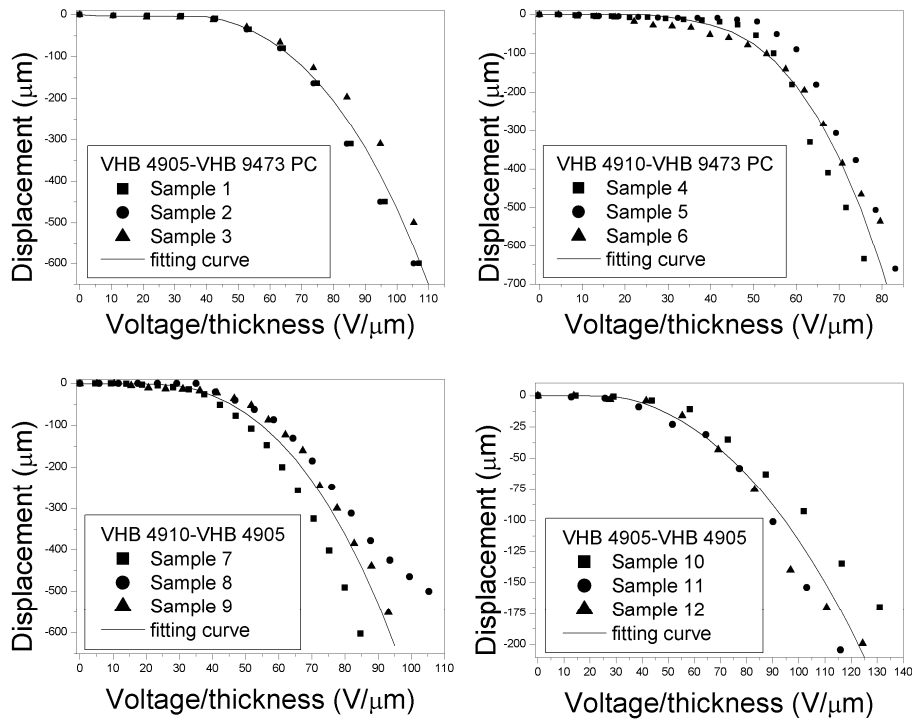 0
-100
-200
-300
-400
-500
-600
Displacement (μm)
VHB 4905-VHB 9473 PC
Sample 1
Sample 2
Sample 3
fitting curve
0 10 20 30 40 50 60 70 80 90 100 110
Voltage/thickness (V/μm)
0
-100
-200
-300
-400
-500
-600
-700
Displacement (μm)
VHB 4910-VHB 9473 PC
Sample 4
Sample 5
Sample 6
fitting curve
0 10 20 30 40 50 60 70 80
Voltage/thickness (V/μm)
0
-100
-200
-300
-400
-500
-600
Displacement (μm)
VHB 4910-VHB 4905
Sample 7
Sample 8
Sample 9
fitting curve
0 10 20 30 40 50 60 70 80 90 100 110
Voltage/thickness (V/μm)
0
-25
-50
-75
-100
-125
-150
-175
-200
Displacement (μm)
VHB 4905-VHB 4905
Sample 10
Sample 11
Sample 12
fitting curve
0 10 20 30 40 50 60 70 80 90 100 110 120 130 140
Voltage/thickness (V/μm)